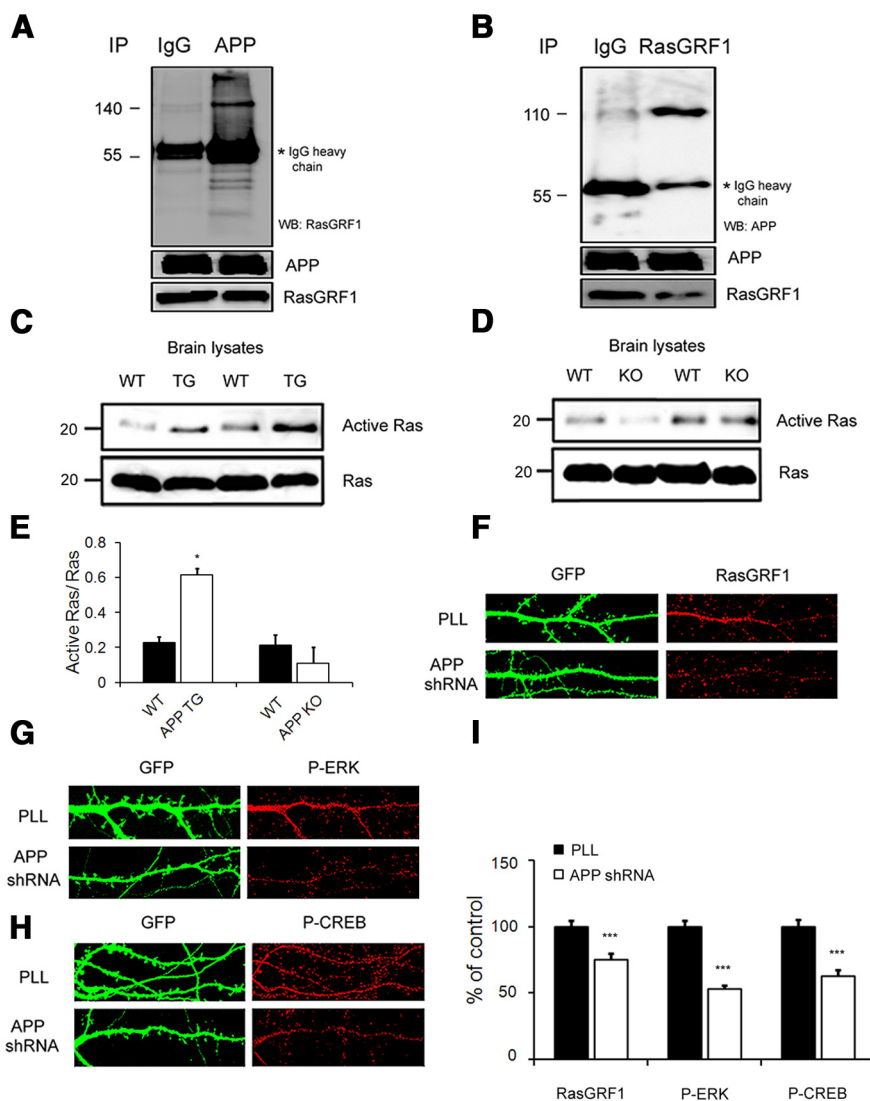 A
IP IgG APP
140
55
* IgG heavy
chain
WB: RasGRF1
APP
RasGRF1
B
IP IgG RasGRF1
110
55
* IgG heavy
chain
WB: APP
APP
RasGRF1
C
Brain lysates
WT TG WT TG
20 Active Ras
20 Ras
D
Brain lysates
WT KO WT KO
20 Active Ras
20 Ras
E
Active Ras/ Ras
0.8
0.6
0.4
0.2
0
*
WT
APP TG
WT
APP KO
F
GFP RasGRF1
PLL
APP
shRNA
G
GFP P-ERK
PLL
APP
shRNA
H
GFP P-CREB
PLL
APP
shRNA
I
PLL
APP shRNA
% of control
150
100
50
0
***
***
***
RasGRF1 P-ERK P-CREB